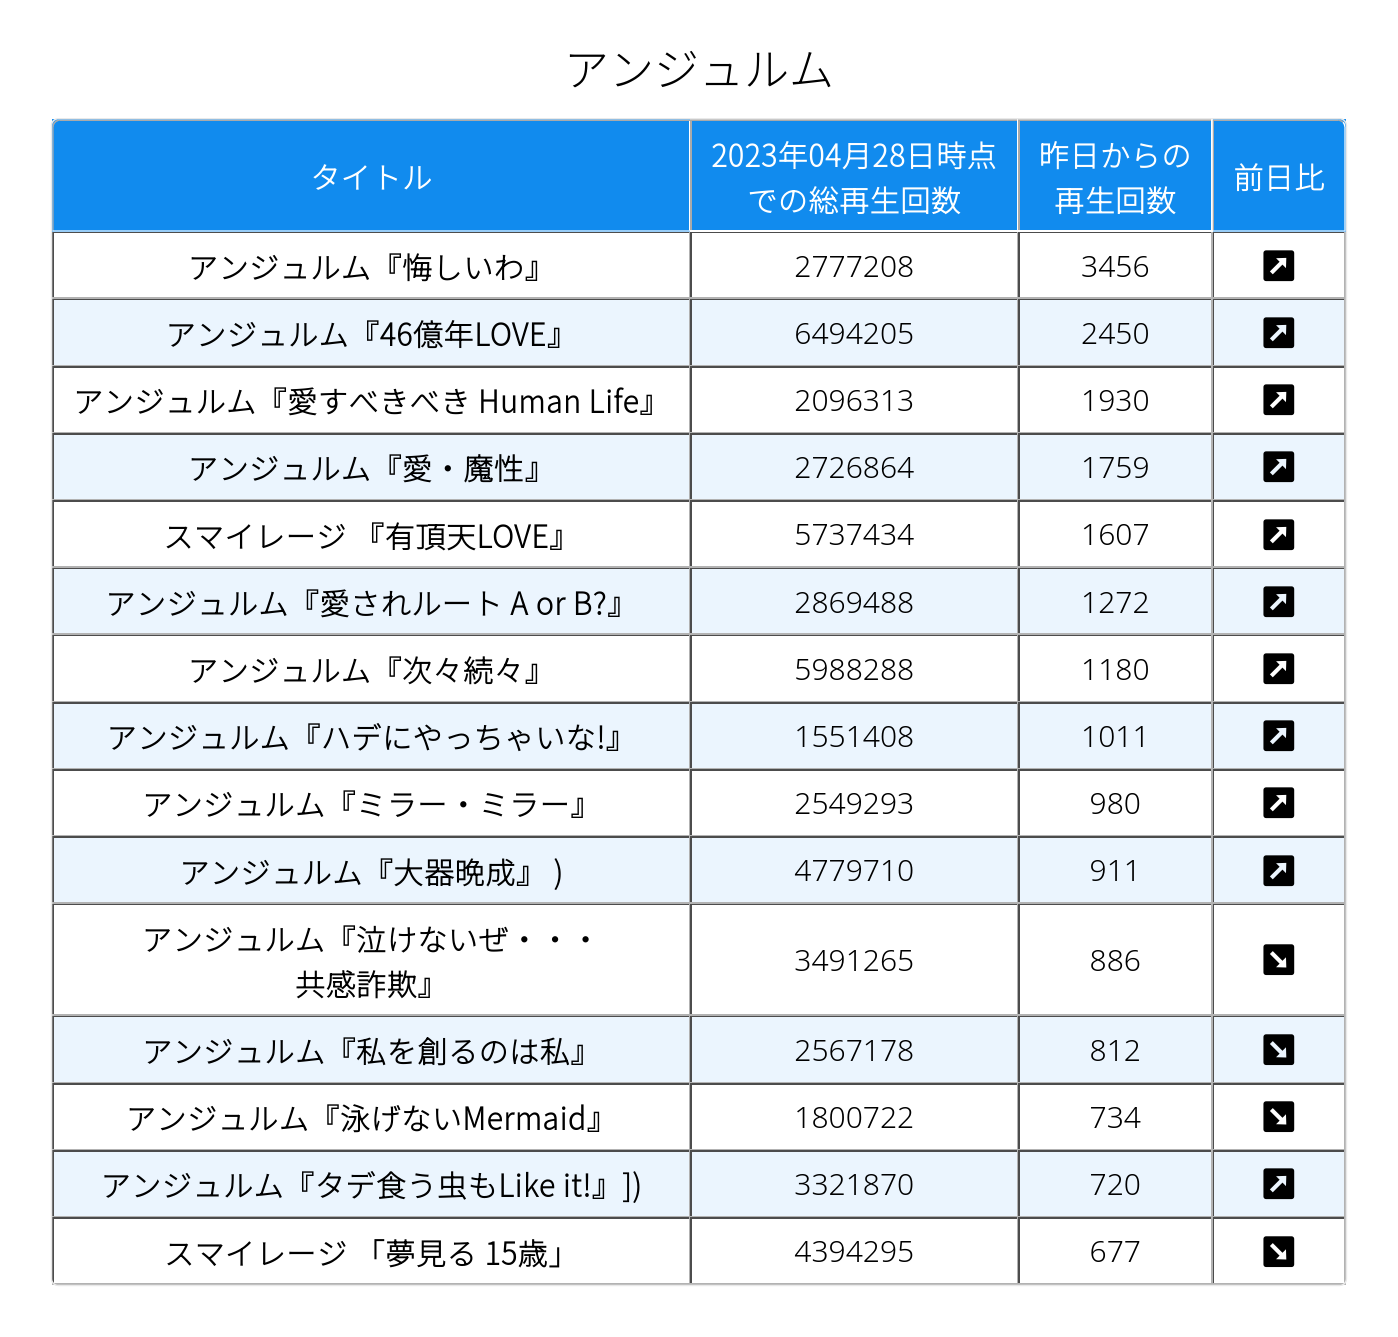 アンジュルム
タイトル
2023年04月28日時点
での総再生回数
昨日からの
再生回数
前日比
アンジュルム『悔しいわ』 2777208 3456
アンジュルム『46億年LOVE』 6494205 2450
アンジュルム『愛すべきべき Human Life』 2096313 1930
アンジュルム『愛・魔性』 2726864 1759
スマイレージ 『有頂天LOVE』 5737434 1607
アンジュルム『愛されルート A or B?』 2869488 1272
アンジュルム『次々続々』 5988288 1180
アンジュルム『ハデにやっちゃいな!』 1551408 1011
アンジュルム『ミラー・ミラー』 2549293 980
アンジュルム『大器晩成』 ) 4779710 911
アンジュルム『泣けないぜ・・・
共感詐欺』 3491265 886
アンジュルム『私を創るのは私』 2567178 812
アンジュルム『泳げないMermaid』 1800722 734
アンジュルム『タデ食う虫もLike it!』]) 3321870 720
スマイレージ 「夢見る 15歳」 4394295 677